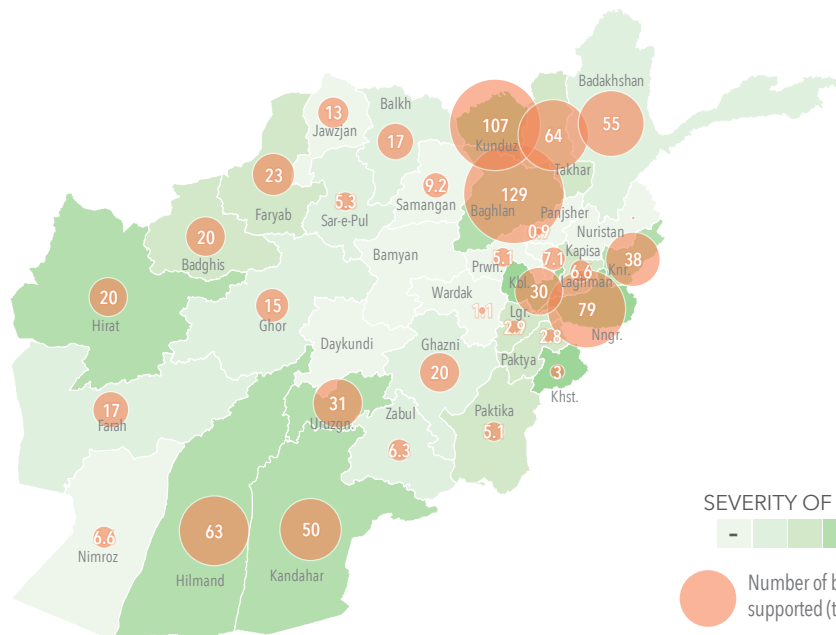 Badakhshan
Balkh
13
Jawzjan
17
107
Kunduz
64
55
Takhar
23
Faryab
9.2
Samangan
5.3
Sar-e-Pul
129
Baghlan
Panjsher
0.9
Nuristan
20
Badghis
Bamyan
5.1
Prwn.
7.1
Kapisa
6.6
Laghman
38
Knr.
20
Hirat
15
Ghor
Wardak
1.1
Kbl.
30
79
Nngr.
Lgr.
2.9
2.8
Daykundi
Ghazni
20
Paktya
3
Khst.
17
Farah
31
Uruzgn.
Zabul
6.3
Paktika
5.1
6.6
Nimroz
63
Hilmand
50
Kandahar
SEVERITY OF
-
Number of b
supported (t